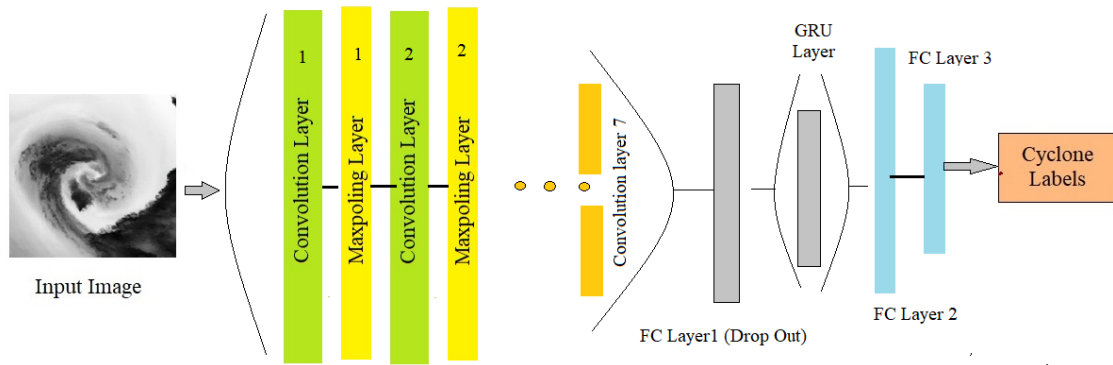 Input Image
Convolution Layer 1
Maxpoling Layer 1
Convolution Layer 2
Maxpoling Layer 2
Convolution layer 7
FC Layer1 (Drop Out)
GRU
Layer
FC Layer 2
FC Layer 3
Cyclone
Labels